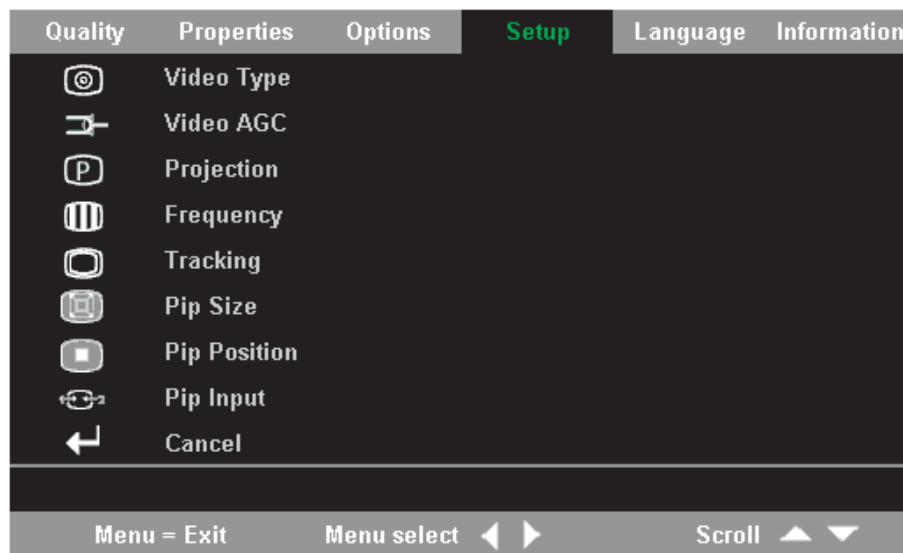 Quality Properties Options Setup Language Information
Video Type
Video AGC
P Projection
Frequency
Tracking
Pip Size
Pip Position
Pip Input
Cancel
Menu = Exit Menu select Scroll